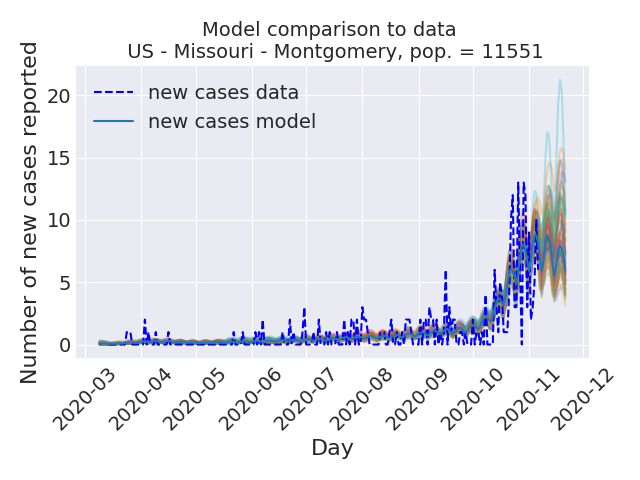 Model comparison to data
US - Missouri - Montgomery, pop. = 11551
Number of new cases reported
20
15
10
5
0
new cases data
new cases model
2020-03
2020-04
2020-05
2020-06
2020-07
2020-08
2020-09
2020-10
2020-11
2020-12
Day